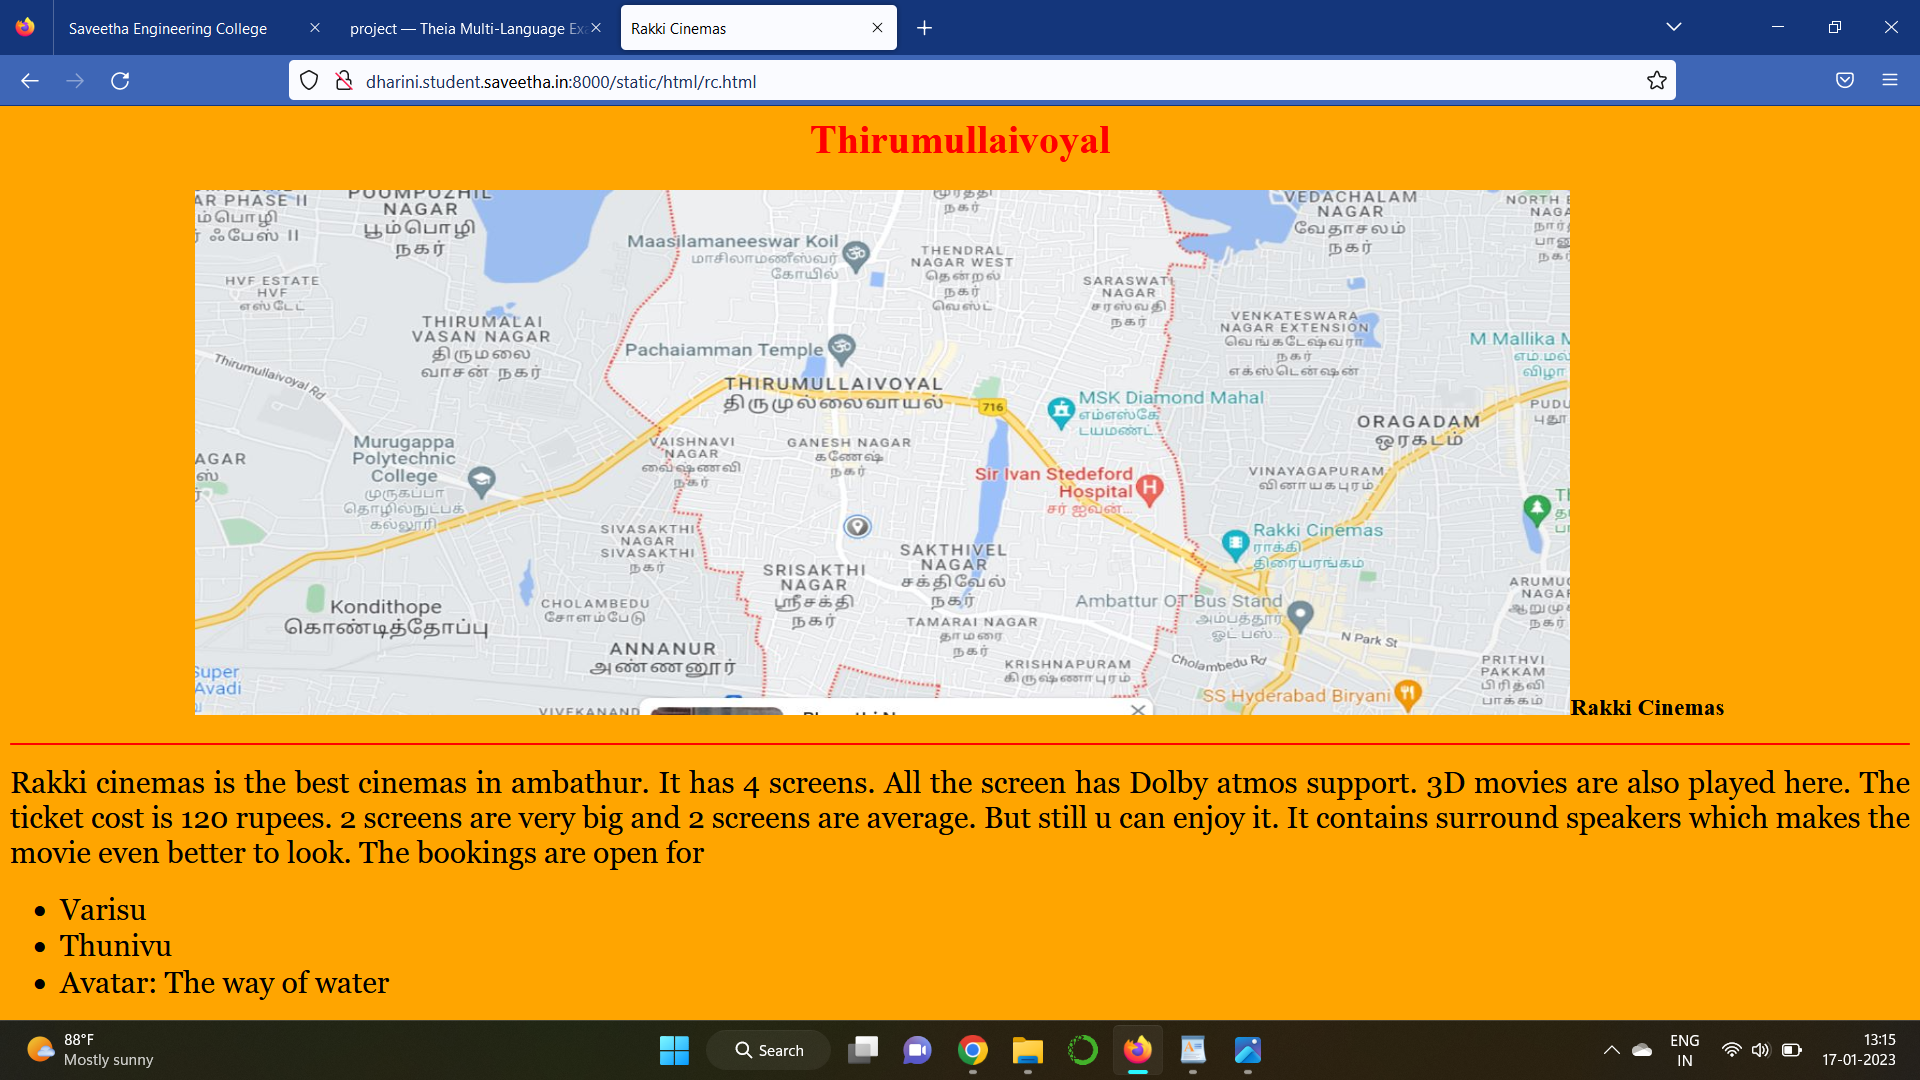 Saveetha Engineering College
project — Theia Multi-Language Ex
Rakki Cinemas
dharini.student.saveetha.in:8000/static/html/rc.html
Thirumullaivoyal
AR PHASE II
POOMPOZHIL
NAGAR
பூம்பொழி
நகர்
HVF ESTATE
HVF
எஸ்டேட்
THIRUMALAI
VASAN NAGAR
திருமலை
வாசன் நகர்
Thirumullaivoyal Rd
Maasilamaneeswar Koil
மாசிலாமணீஸ்வர்
கோயில்
நகர்
THENDRAL
NAGAR WEST
தென்றல்
நகர்
வெஸ்ட்
SARASWATI
NAGAR
சரஸ்வதி
நகர்
VEDACHALAM
NAGAR
வேதாசலம்
நகர்
VENKATESWARA
NAGAR EXTENSION
வெங்கடேஷ்வரா
நகர்
எக்ஸ்டென்ஷன்
M Mallika
Pachaiamman Temple
THIRUMULLAIVOYAL
திருமுல்லைவாயல்
716
MSK Diamond Mahal
எம்எஸ்கே
டயமண்ட்...
ORAGADAM
ஒரகடம்
Murugappa
Polytechnic
College
முருகப்பா
தொழில்நுட்பக்
கல்லூரி
VAISHNAVI
NAGAR
வைஷ்ணவி
நகர்
GANESH NAGAR
கணேஷ்
நகர்
Sir Ivan Stedeford
Hospital
சர் ஐவன்...
VINAYAGAPURAM
விநாயகபுரம்
SIVASAKTHI
NAGAR
SIVASAKTHI
நகர்
SRISAKTHI
NAGAR
ஸ்ரீசக்தி
நகர்
SAKTHIVEL
NAGAR
சக்திவேல்
நகர்
Rakki Cinemas
ராக்கி
திரையரங்கம்
Kondithope
கொண்டித்தோப்பு
CHOLAMBEDU
சோளம்பேடு
ANNANUR
அண்ணனூர்
TAMARAI NAGAR
தாமரை
நகர்
Ambattur OT Bus Stand
அம்பத்தூர்
ஓட் பஸ்...
N Park St
KRISHNAPURAM
கிருஷ்ணாபுரம்
Cholambedu Rd
PRITHVI
PAKKAM
பிரித்வி
பாக்கம்
Super
Avadi
SS Hyderabad Biryani
VIVEKANAND
Rakki Cinemas
Rakki cinemas is the best cinemas in ambathur. It has 4 screens. All the screen has Dolby atmos support. 3D movies are also played here. The
ticket cost is 120 rupees. 2 screens are very big and 2 screens are average. But still u can enjoy it. It contains surround speakers which makes the
movie even better to look. The bookings are open for
Varisu
Thunivu
Avatar: The way of water
88°F
Mostly sunny
Search
ENG
IN
13:15
17-01-2023